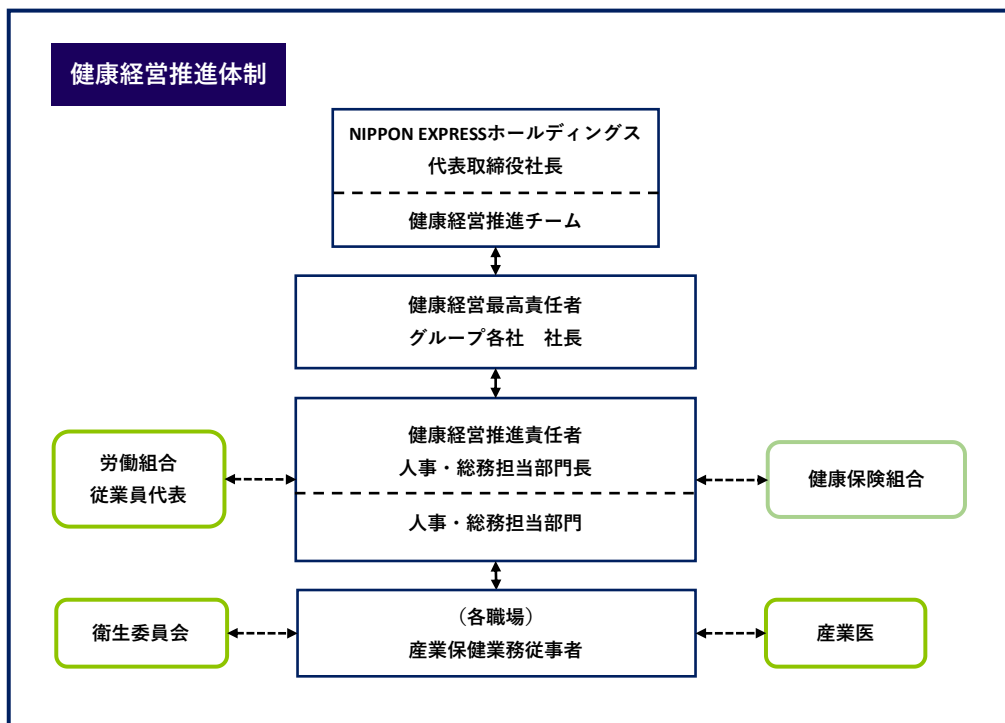 健康経営推進体制
NIPPON EXPRESSホールディングス
代表取締役社長
健康経営推進チーム
健康経営最高責任者
グループ各社　社長
健康経営推進責任者
人事・総務担当部門長
人事・総務担当部門
労働組合
従業員代表
健康保険組合
（各職場）
産業保健業務従事者
衛生委員会
産業医